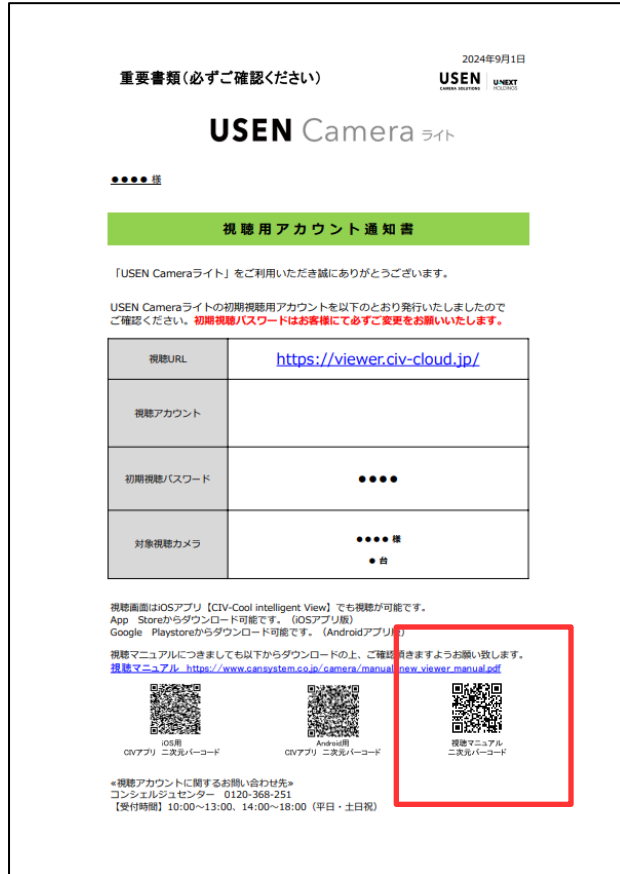 2024年9月1日
重要書類(必ずご確認ください)
USEN
CAMERA SOLUTIONS
U-NEXT
HOLDINGS
USEN Camera ライト
●●●● 様
視聴用アカウント通知書
「USEN Cameraライト」をご利用いただき誠にありがとうございます。
USEN Cameraライトの初期視聴用アカウントを以下のとおり発行いたしましたので
ご確認ください。初期視聴パスワードはお客様にて必ずご変更をお願いいたします。
視聴URL
https://viewer.civ-cloud.jp/
視聴アカウント
初期視聴パスワード
●●●●
対象視聴カメラ
●●●● 様
● 台
視聴画面はiOSアプリ【CIV-Cool intelligent View】でも視聴が可能です。
App Storeからダウンロード可能です。（iOSアプリ版）
Google Playstoreからダウンロード可能です。（Androidアプリ版）
視聴マニュアルにつきましても以下からダウンロードの上、ご確認頂きますようお願い致します。
視聴マニュアル https://www.cansystem.co.jp/camera/manual/new_viewer_manual.pdf
iOS用
CIVアプリ 二次元バーコード
Android用
CIVアプリ 二次元バーコード
視聴マニュアル
二次元バーコード
≪視聴アカウントに関するお問い合わせ先≫
コンシェルジュセンター 0120-368-251
【受付時間】10:00～13:00、14:00～18:00（平日・土日祝）